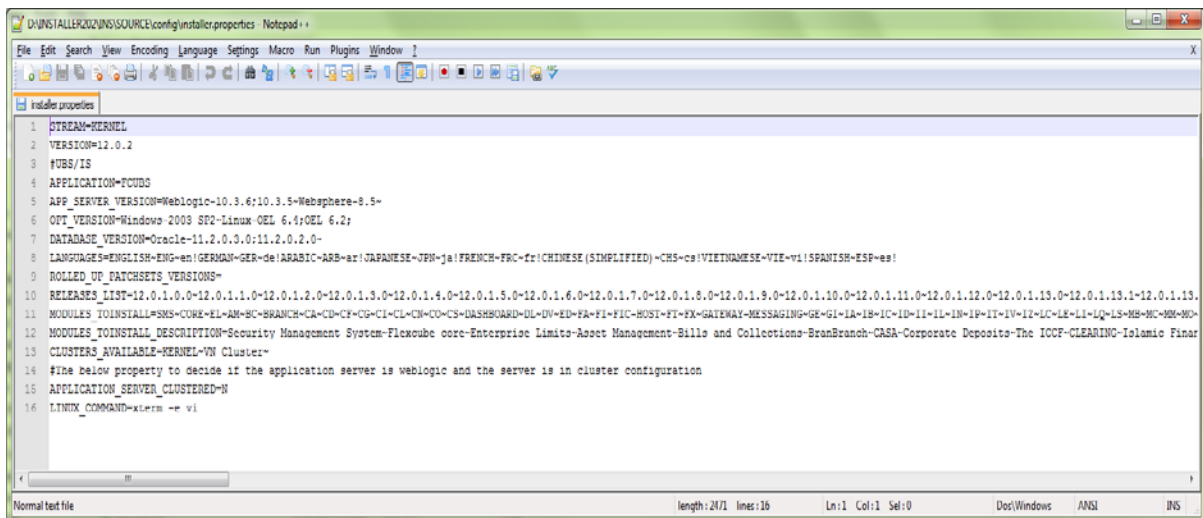 D:\INSTALLER202\INS\SOURCE\config\installer.properties - Notepad++
File Edit Search View Encoding Language Settings Macro Run Plugins Window ? X
installer.properties
1 STREAM=KERNEL
2 VERSION=12.0.2
3 #UBS/IS
4 APPLICATION=FCUBS
5 APP_SERVER_VERSION=Weblogic-10.3.6;10.3.5~Websphere-8.5~
6 OPT_VERSION=Windows-2003 SP2~Linux-OEL 6.4;OEL 6.2;
7 DATABASE_VERSION=Oracle-11.2.0.3.0;11.2.0.2.0~
8 LANGUAGES=ENGLISH~ENG~en!GERMAN~GER~de!ARABIC~ARB~ar!JAPANESE~JPN~ja!FRENCH~FRC~fr!CHINESE(SIMPLIFIED)~CHS~cs!VIETNAMESE~VIE~vi!SPANISH~ESP~es!
9 ROLLED_UP_PATCHSETS_VERSIONS=
10 RELEASES_LIST=12.0.1.0.0~12.0.1.1.0~12.0.1.2.0~12.0.1.3.0~12.0.1.4.0~12.0.1.5.0~12.0.1.6.0~12.0.1.7.0~12.0.1.8.0~12.0.1.9.0~12.0.1.10.0~12.0.1.11.0~12.0.1.12.0~12.0.1.13.0~12.0.1.13.1~12.0.1.13.
11 MODULES_TOINSTALL=SMS~CORE~EL~AM~BC~BRANCH~CA~CD~CF~CG~CI~CL~CN~CO~CS~DASHBOARD~DL~DV~ED~FA~FI~FIC-HOST~FT~FX~GATEWAY-MESSAGING~GE~GI~IA~IB~IC~ID~II~IL~IN~IP~IT~IV~IZ~LC~LE~LI~LQ~LS~MB~MC~MM~MO~
12 MODULES_TOINSTALL_DESCRIPTION=Security Management System~Flexcube core~Enterprise Limits~Asset Management~Bills and Collections~BranBranch~CASA~Corporate Deposits~The ICCF~CLEARING~Islamic Finan
13 CLUSTERS_AVAILABLE=KERNEL~VN Cluster~
14 #The below property to decide if the application server is weblogic and the server is in cluster configuration
15 APPLICATION_SERVER_CLUSTERED=N
16 LINUX_COMMAND=xterm -e vi
Normal text file length : 2471 lines : 16 Ln : 1 Col : 1 Sel : 0 Dos\Windows ANSI INS